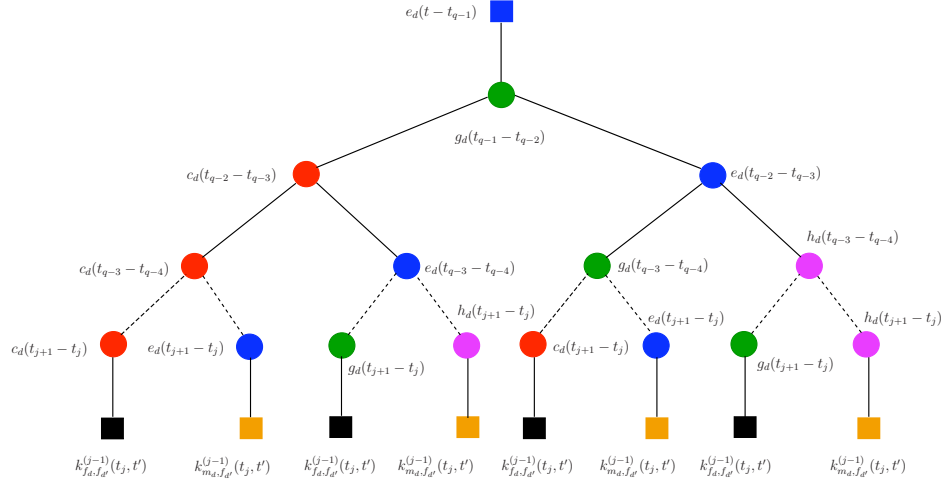 e_d(t − t_{q−1})
g_d(t_{q−1} − t_{q−2})
c_d(t_{q−2} − t_{q−3})
e_d(t_{q−2} − t_{q−3})
c_d(t_{q−3} − t_{q−4})
e_d(t_{q−3} − t_{q−4})
g_d(t_{q−3} − t_{q−4})
h_d(t_{q−3} − t_{q−4})
c_d(t_{j+1} − t_j)
e_d(t_{j+1} − t_j)
g_d(t_{j+1} − t_j)
h_d(t_{j+1} − t_j)
c_d(t_{j+1} − t_j)
e_d(t_{j+1} − t_j)
g_d(t_{j+1} − t_j)
h_d(t_{j+1} − t_j)
k^{(j−1)}_{f_d,f_{d'}}(t_j, t')
k^{(j−1)}_{m_d,f_{d'}}(t_j, t')
k^{(j−1)}_{f_d,f_{d'}}(t_j, t')
k^{(j−1)}_{m_d,f_{d'}}(t_j, t')
k^{(j−1)}_{f_d,f_{d'}}(t_j, t')
k^{(j−1)}_{m_d,f_{d'}}(t_j, t')
k^{(j−1)}_{f_d,f_{d'}}(t_j, t')
k^{(j−1)}_{m_d,f_{d'}}(t_j, t')